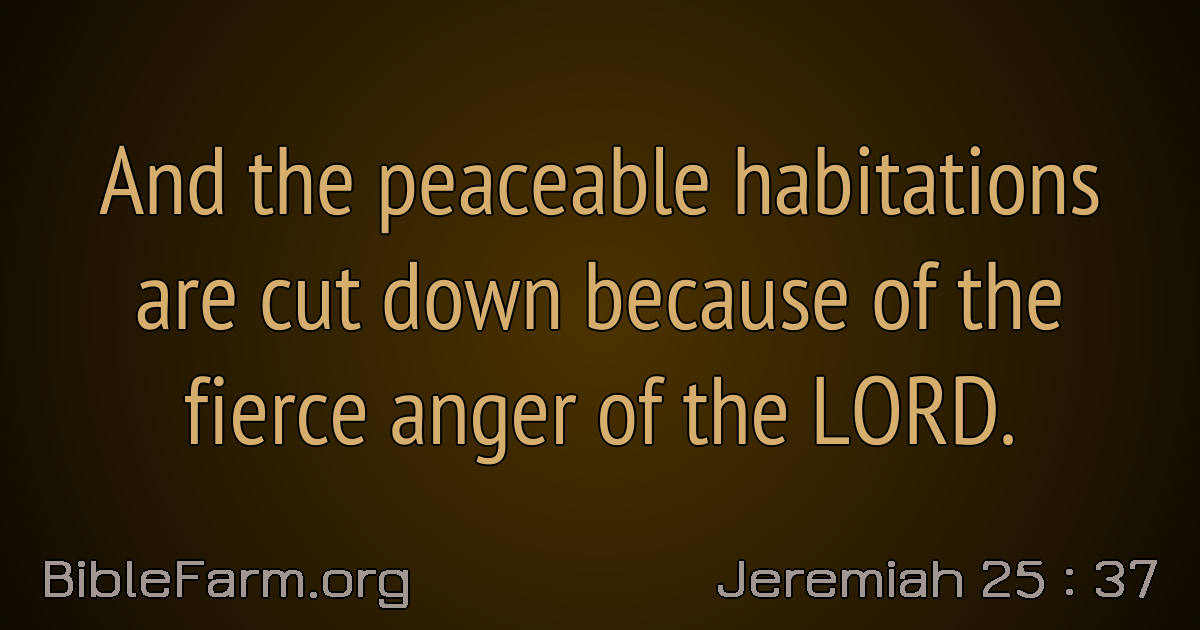 And the peaceable habitations
are cut down because of the
fierce anger of the LORD.
BibleFarm.org
Jeremiah 25 : 37